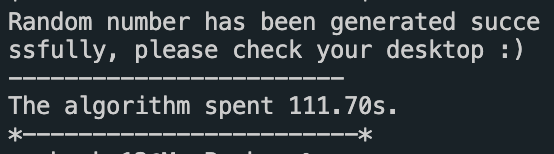 Random number has been generated succe
ssfully, please check your desktop :)
------------------------
The algorithm spent 111.70s.
*------------------------*